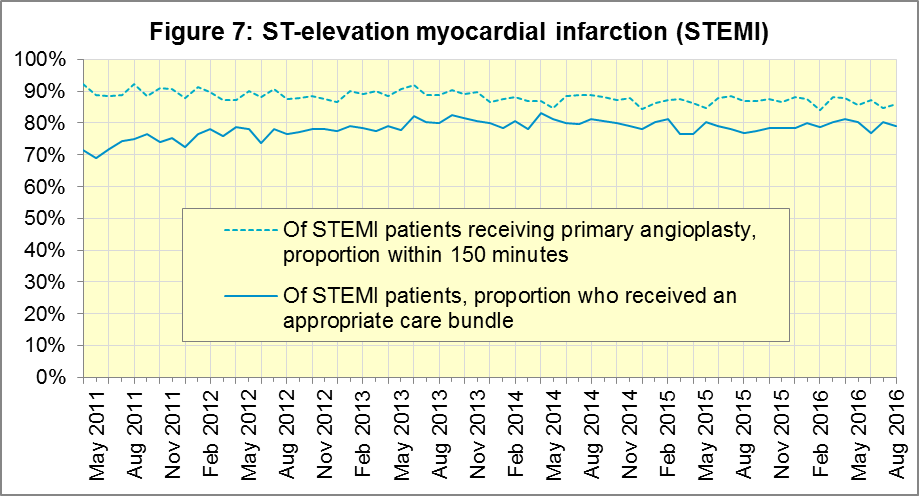 Figure 7: ST-elevation myocardial infarction (STEMI)
100%
90%
80%
70%
60%
50%
40%
30%
20%
10%
0%
Of STEMI patients receiving primary angioplasty,
proportion within 150 minutes
Of STEMI patients, proportion who received an
appropriate care bundle
May 2011
Aug 2011
Nov 2011
Feb 2012
May 2012
Aug 2012
Nov 2012
Feb 2013
May 2013
Aug 2013
Nov 2013
Feb 2014
May 2014
Aug 2014
Nov 2014
Feb 2015
May 2015
Aug 2015
Nov 2015
Feb 2016
May 2016
Aug 2016